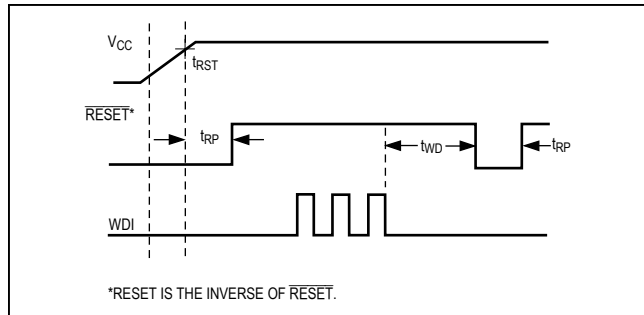 VCC
tRST
RESET*
tRP
tWD
tRP
WDI
*RESET IS THE INVERSE OF RESET.